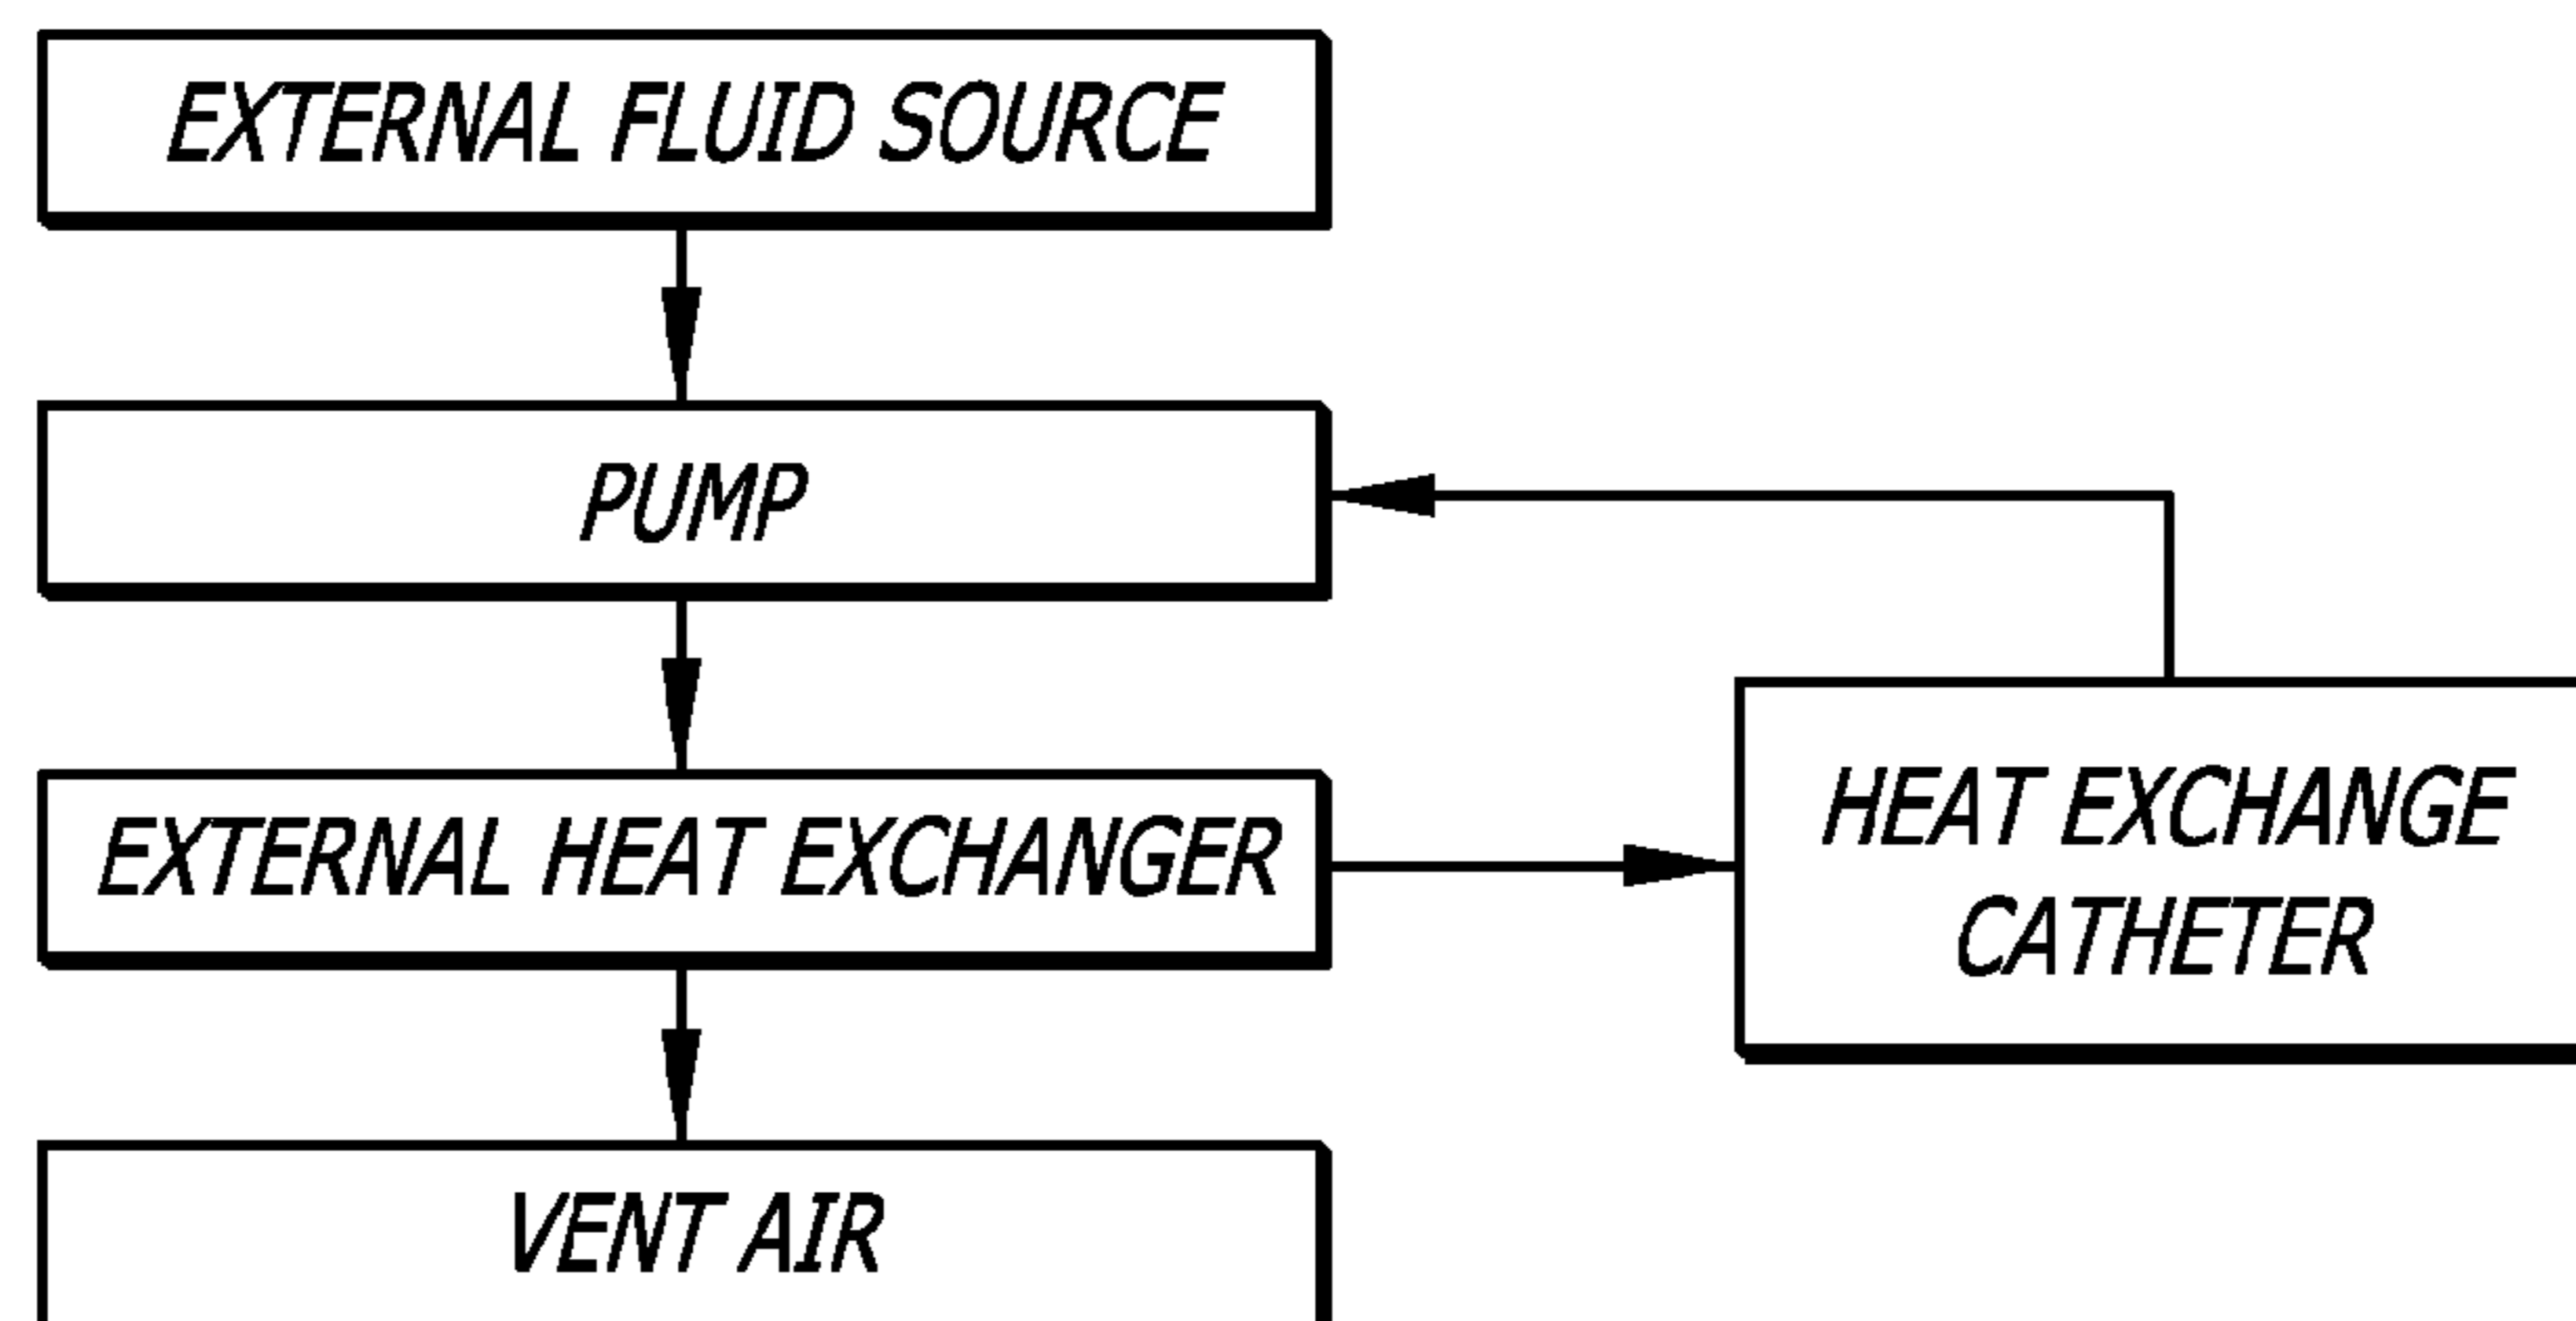 EXTERNAL FLUID SOURCE
PUMP
EXTERNAL HEAT EXCHANGER
HEAT EXCHANGE
CATHETER
VENT AIR